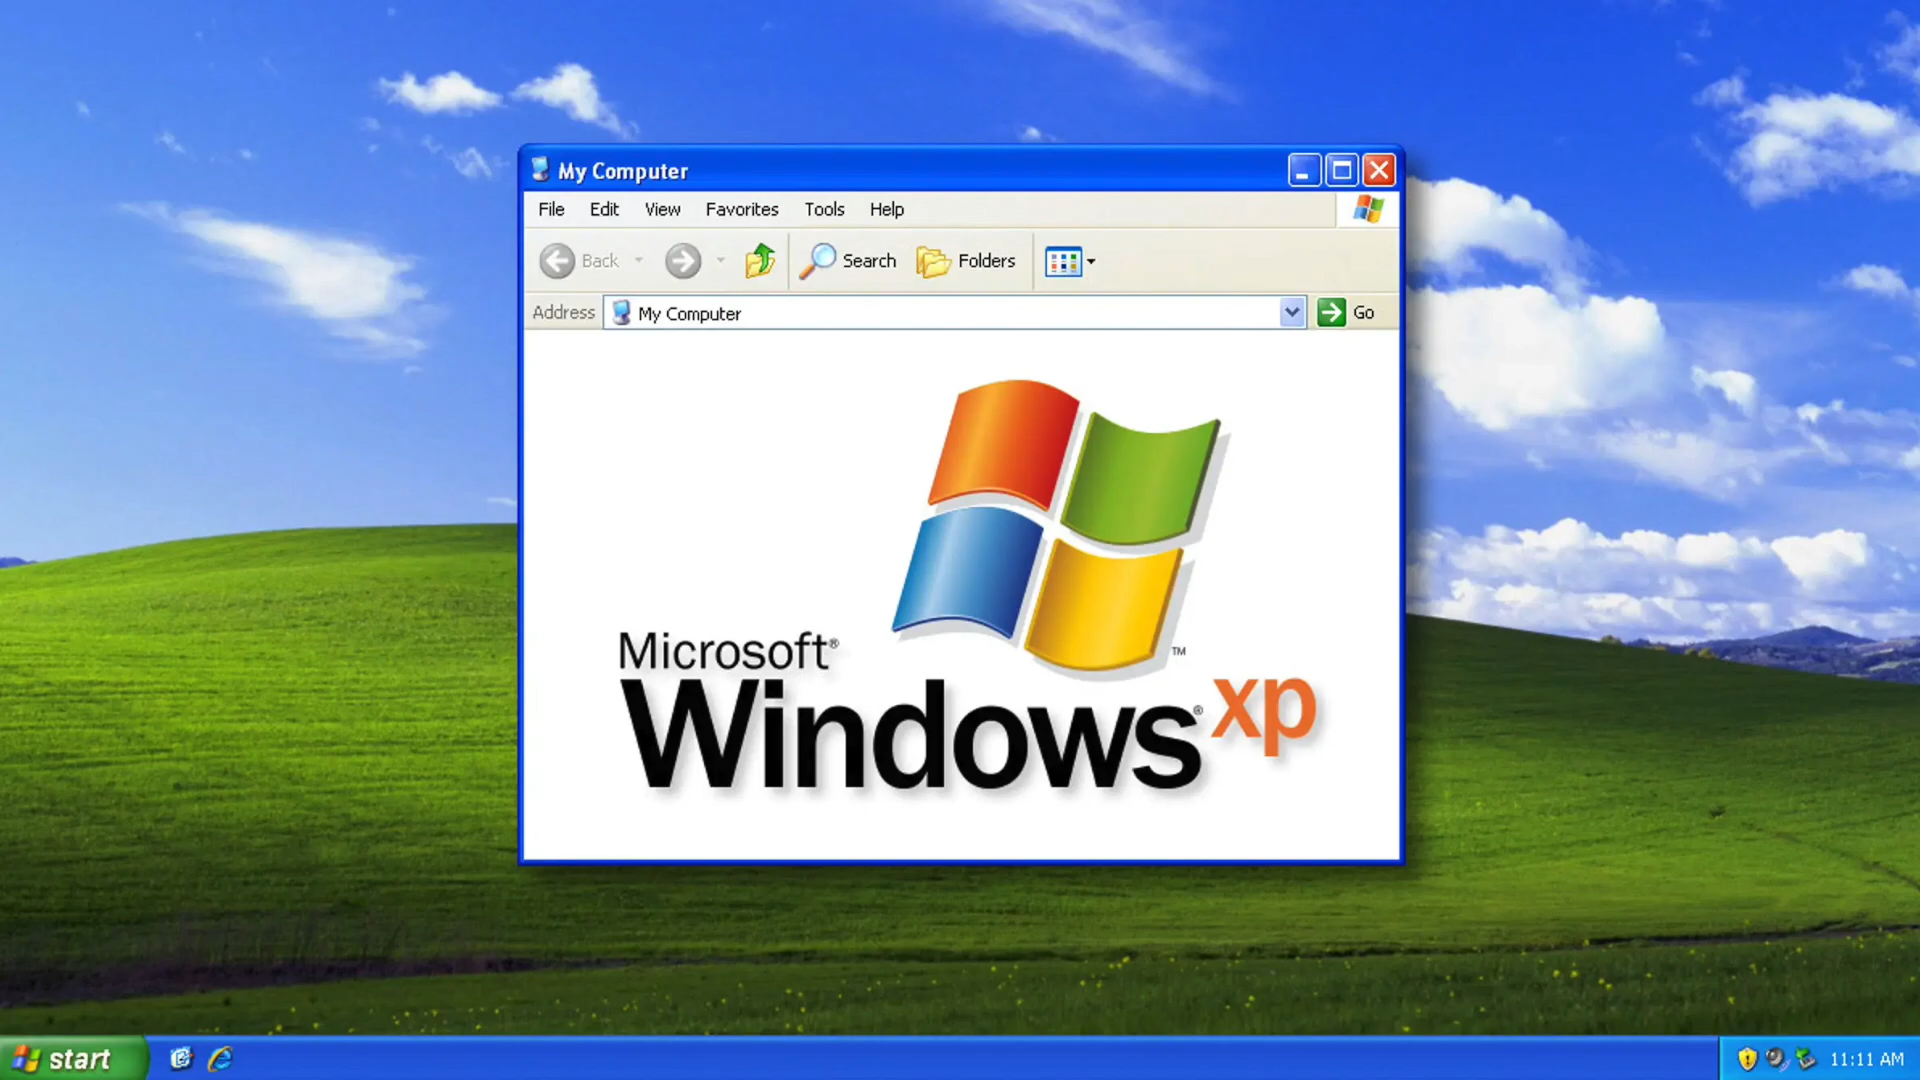 My Computer
File Edit View Favorites Tools Help
Back Search Folders
Address My Computer Go
Microsoft®
Windows® xp ™
start 11:11 AM